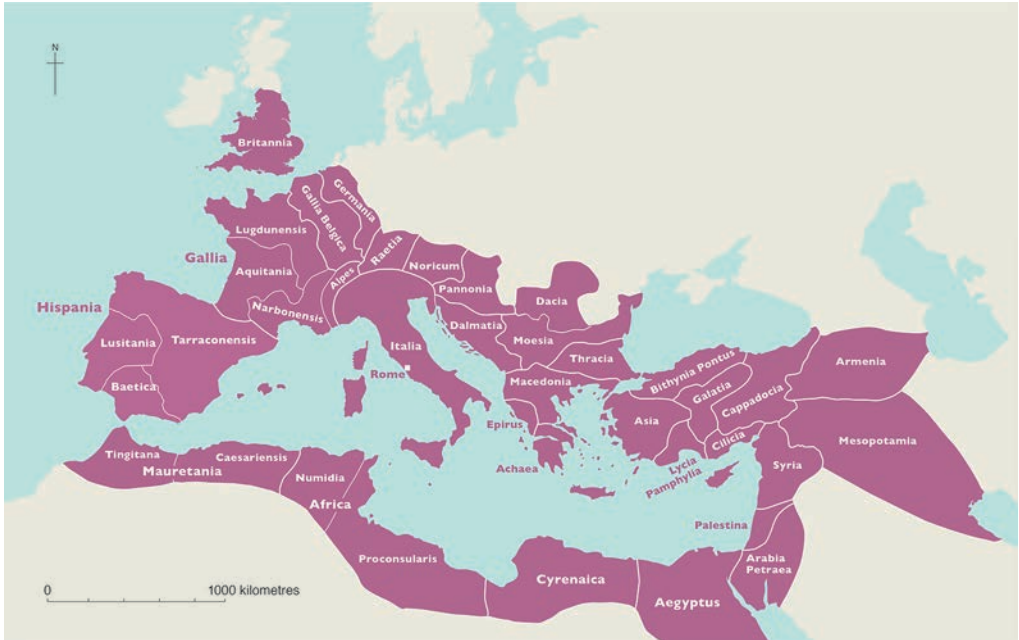 N
Britannia
Germania
Gallia Belgica
Lugdunensis
Gallia
Raetia
Aquitania
Alpes
Noricum
Pannonia
Dacia
Hispania
Narbonensis
Dalmatia
Moesia
Lusitania
Tarraconensis
Italia
Thracia
Bithynia Pontus
Armenia
Rome
Macedonia
Galatia
Cappadocia
Baetica
Asia
Epirus
Cilicia
Mesopotamia
Tingitana
Caesariensis
Mauretania
Numidia
Achaea
Lycia
Pamphylia
Syria
Africa
Palestina
Proconsularis
Arabia
Petraea
Cyrenaica
Aegyptus
0 1000 kilometres